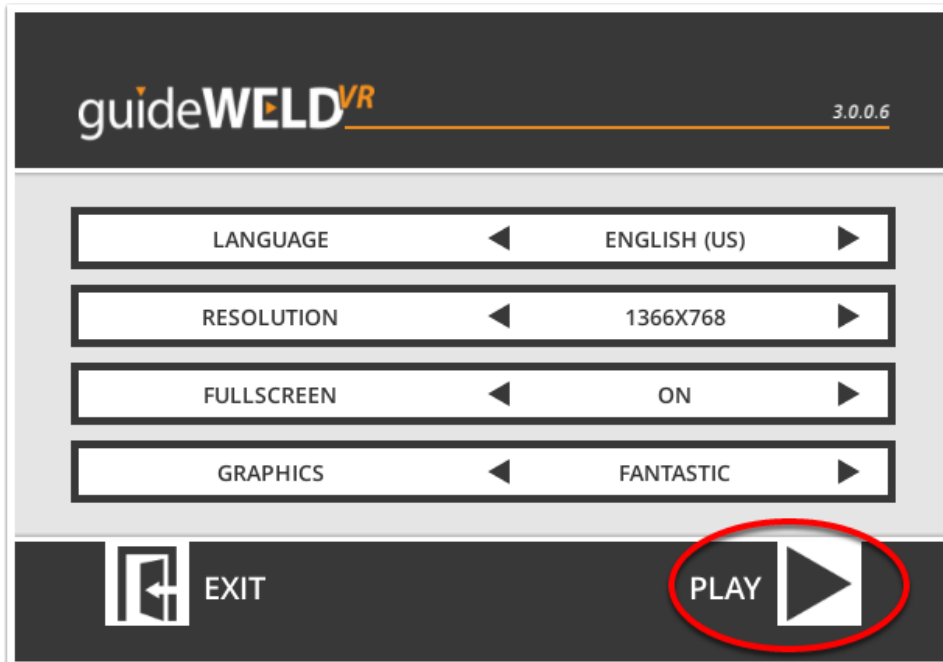 guideWELDVR
3.0.0.6
LANGUAGE ENGLISH (US)
RESOLUTION 1366X768
FULLSCREEN ON
GRAPHICS FANTASTIC
EXIT PLAY